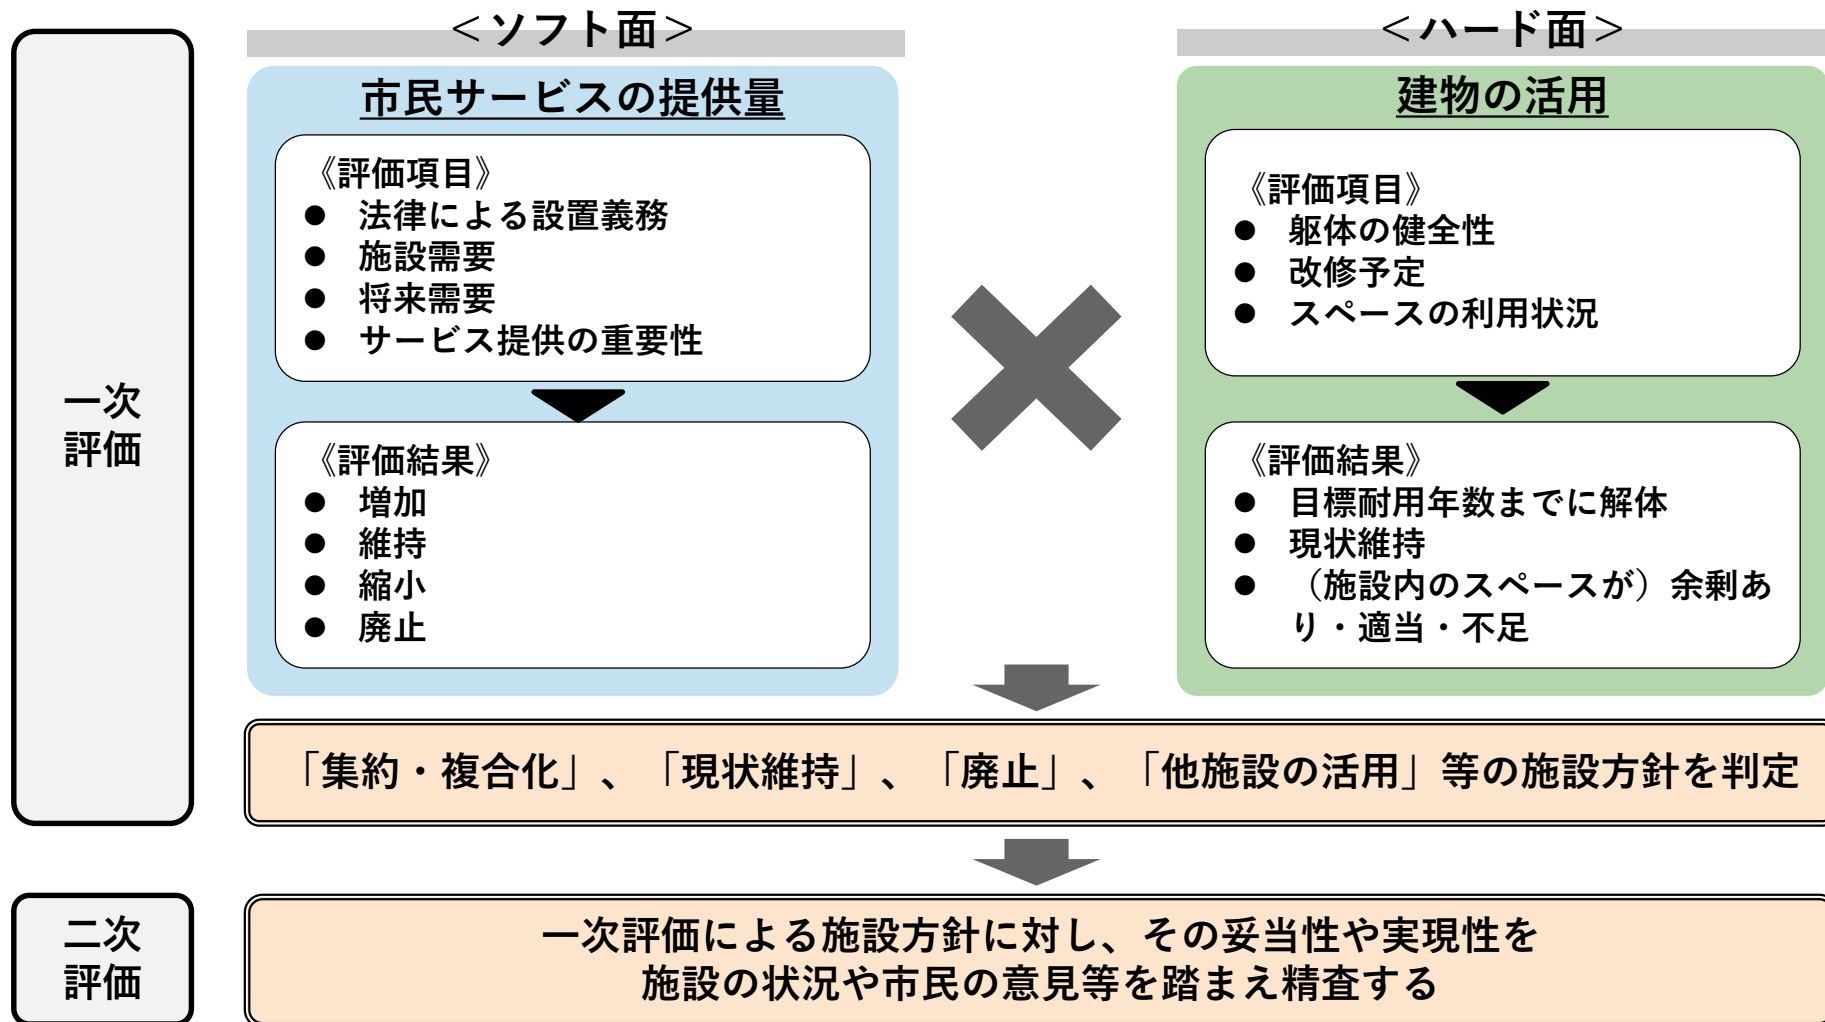 一次
評価
＜ソフト面＞
市民サービスの提供量
《評価項目》
● 法律による設置義務
● 施設需要
● 将来需要
● サービス提供の重要性
《評価結果》
● 増加
● 維持
● 縮小
● 廃止
＜ハード面＞
建物の活用
《評価項目》
● 躯体の健全性
● 改修予定
● スペースの利用状況
《評価結果》
● 目標耐用年数までに解体
● 現状維持
● （施設内のスペースが）余剰あ
り・適当・不足
「集約・複合化」、「現状維持」、「廃止」、「他施設の活用」等の施設方針を判定
二次
評価
一次評価による施設方針に対し、その妥当性や実現性を
施設の状況や市民の意見等を踏まえ精査する